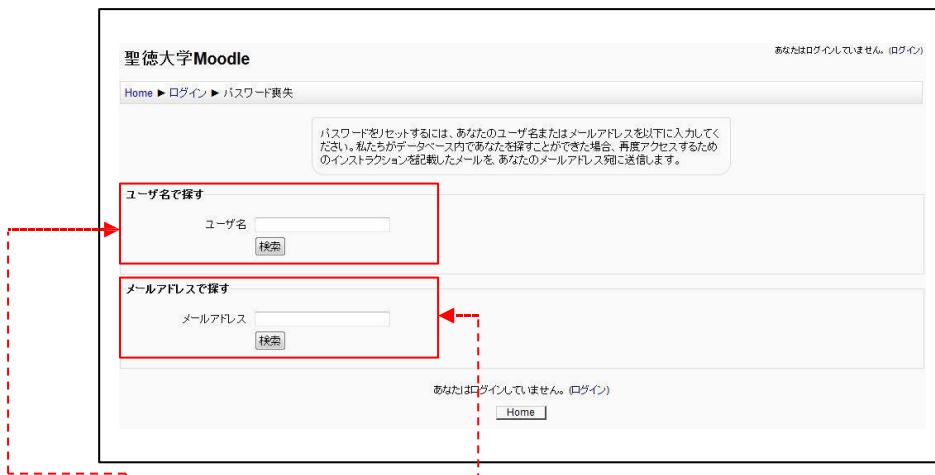 聖徳大学Moodle
あなたはログインしていません。(ログイン)
Home ► ログイン ► パスワード喪失
パスワードをリセットするには、あなたのユーザ名またはメールアドレスを以下に入力してく
ださい。私たちがデータベース内であなたを探すことができた場合、再度アクセスするため
のインストラクションを記載したメールを、あなたのメールアドレス宛に送信します。
ユーザ名で探す
ユーザ名
検索
メールアドレスで探す
メールアドレス
検索
あなたはログインしていません。(ログイン)
Home